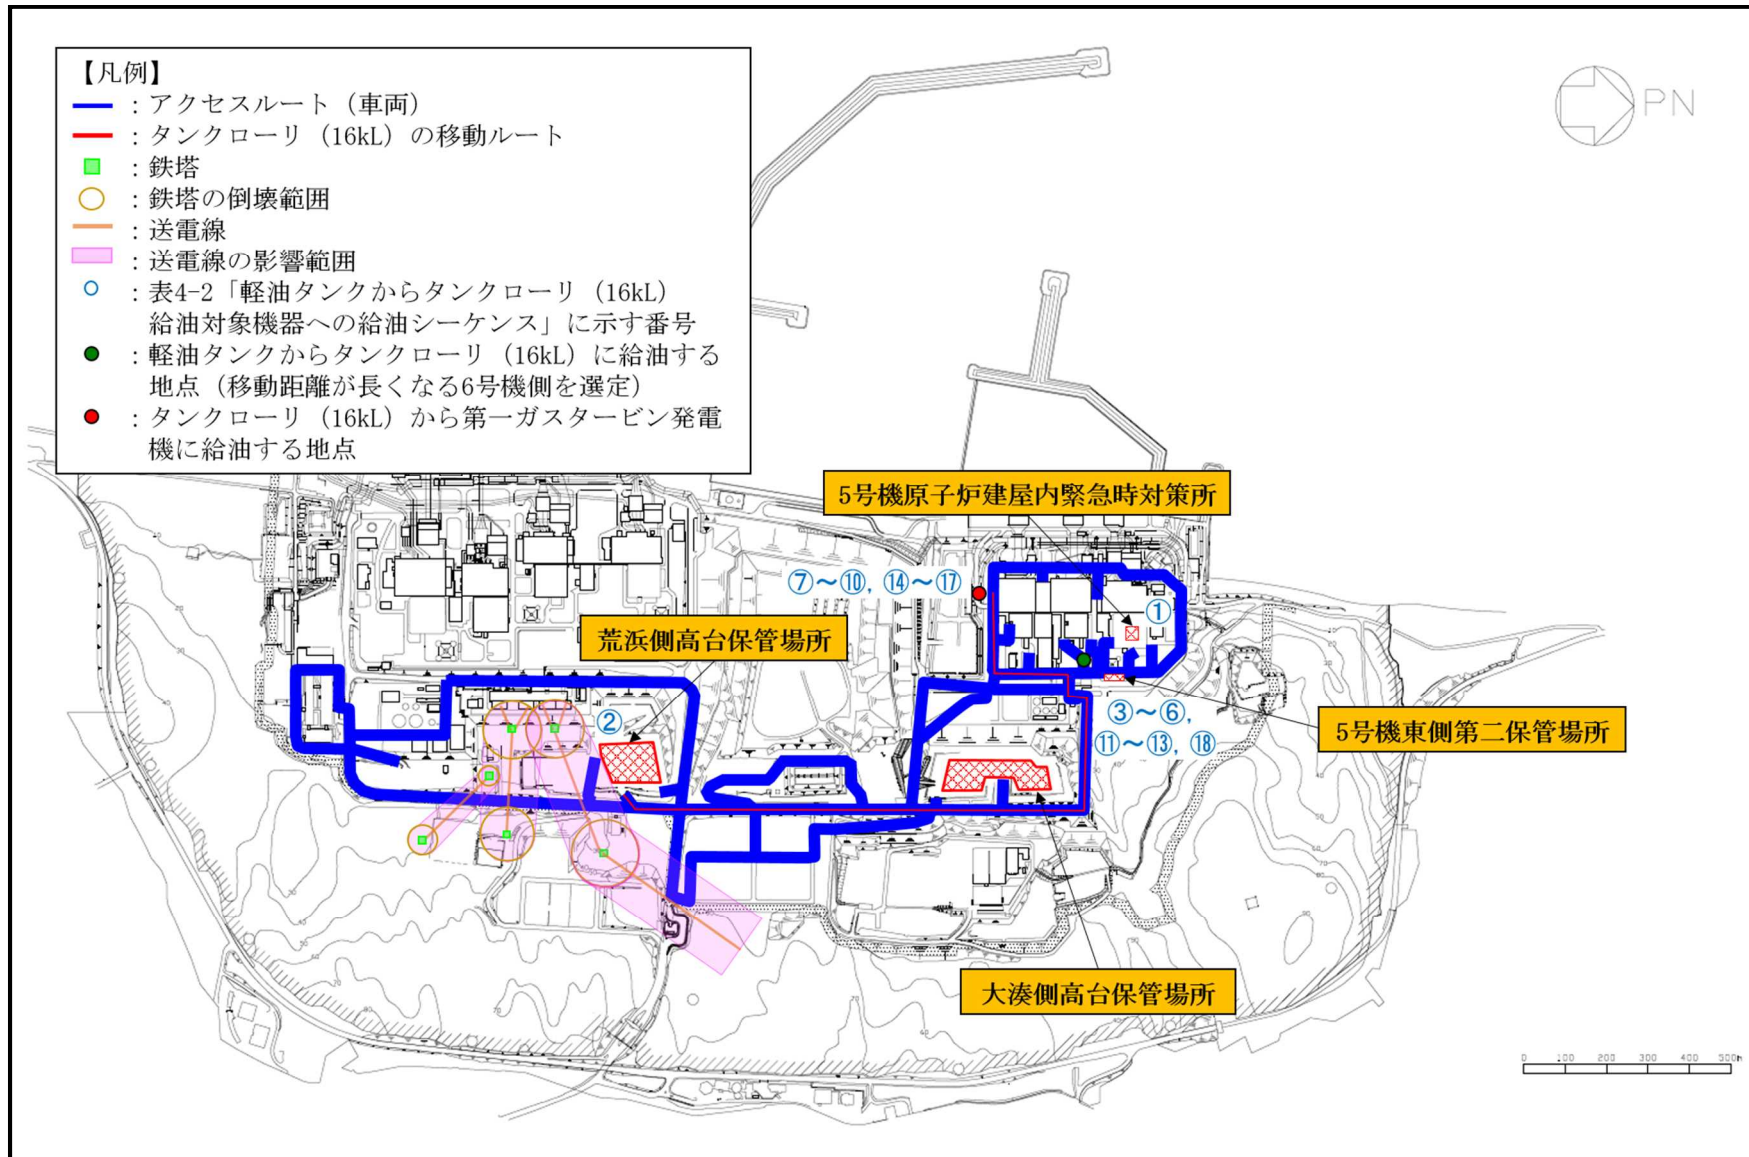 【凡例】
：アクセスルート（車両）
：タンクローリ（16kL）の移動ルート
：鉄塔
：鉄塔の倒壊範囲
：送電線
：送電線の影響範囲
：表4-2「軽油タンクからタンクローリ（16kL）
給油対象機器への給油シーケンス」に示す番号
：軽油タンクからタンクローリ（16kL）に給油する
地点（移動距離が長くなる6号機側を選定）
：タンクローリ（16kL）から第一ガスタービン発電
機に給油する地点
PN
5号機原子炉建屋内緊急時対策所
⑦～⑩，⑭～⑰
①
荒浜側高台保管場所
②
③～⑥，
⑪～⑬，⑱
5号機東側第二保管場所
大湊側高台保管場所
0 100 200 300 400 500m